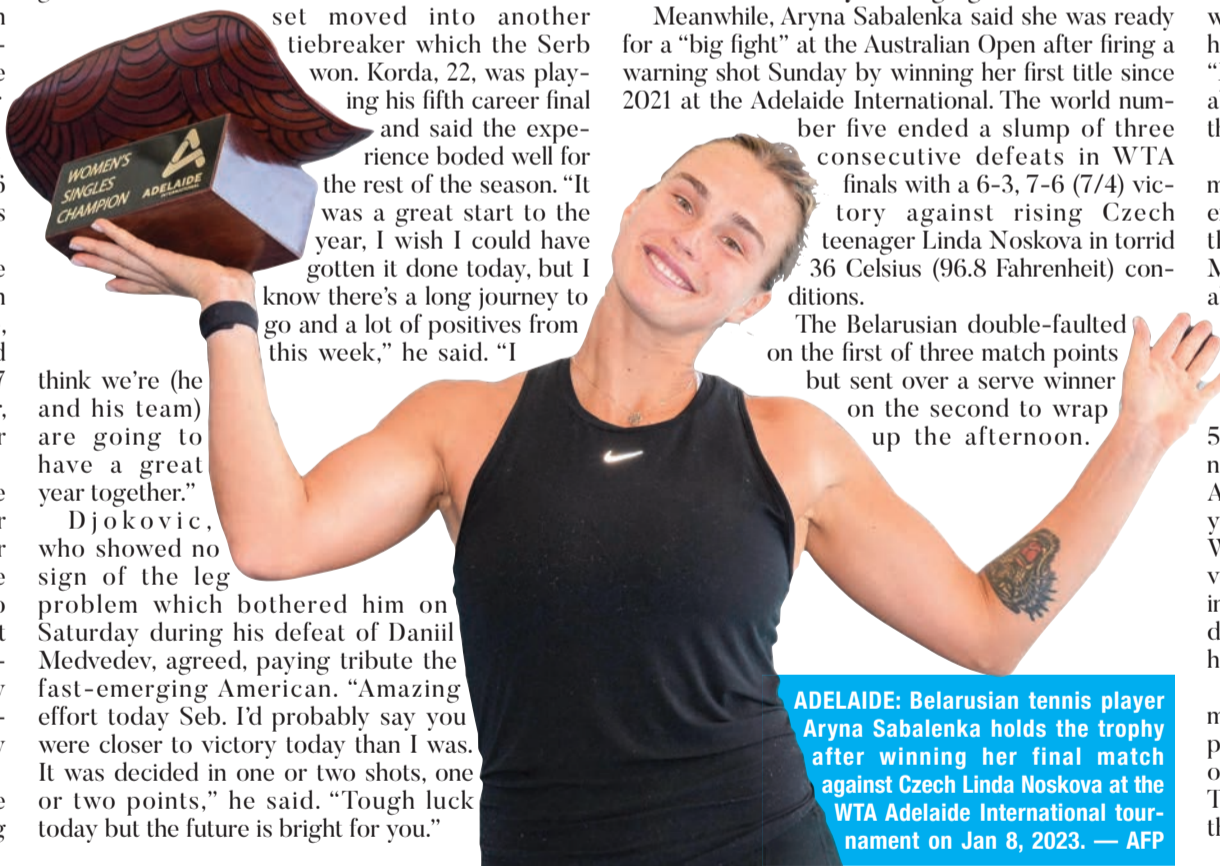 set moved into another
tiebreaker which the Serb
won. Korda, 22, was play-
ing his fifth career final
and said the expe-
rience boded well for
the rest of the season. “It
was a great start to the
year, I wish I could have
gotten it done today, but I
know there’s a long journey to
go and a lot of positives from
this week,” he said. “I
think we’re (he
and his team)
are going to
have a great
year together.”
Djokovic,
who showed no
sign of the leg
problem which bothered him on
Saturday during his defeat of Daniil
Medvedev, agreed, paying tribute the
fast-emerging American. “Amazing
effort today Seb. I’d probably say you
were closer to victory today than I was.
It was decided in one or two shots, one
or two points,” he said. “Tough luck
today but the future is bright for you.”
WOMEN'S
SINGLES
CHAMPION
ADELAIDE
INTERNATIONAL
Meanwhile, Aryna Sabalenka said she was ready
for a “big fight” at the Australian Open after firing a
warning shot Sunday by winning her first title since
2021 at the Adelaide International. The world num-
ber five ended a slump of three
consecutive defeats in WTA
finals with a 6-3, 7-6 (7/4) vic-
tory against rising Czech
teenager Linda Noskova in torrid
36 Celsius (96.8 Fahrenheit) con-
ditions.
The Belarusian double-faulted
on the first of three match points
but sent over a serve winner
on the second to wrap
up the afternoon.
ADELAIDE: Belarusian tennis player
Aryna Sabalenka holds the trophy
after winning her final match
against Czech Linda Noskova at the
WTA Adelaide International tour-
nament on Jan 8, 2023. — AFP